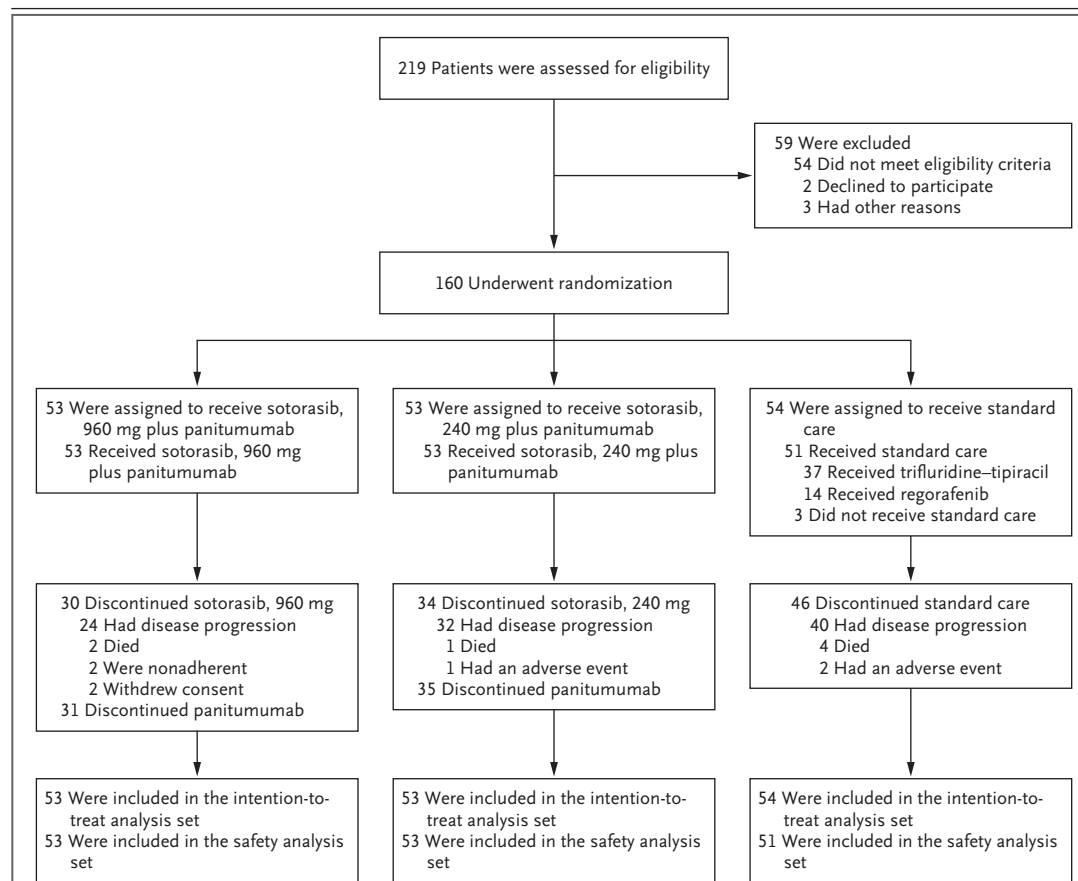 219 Patients were assessed for eligibility
59 Were excluded
54 Did not meet eligibility criteria
2 Declined to participate
3 Had other reasons
160 Underwent randomization
53 Were assigned to receive sotorasib,
960 mg plus panitumumab
53 Received sotorasib, 960 mg
plus panitumumab
53 Were assigned to receive sotorasib,
240 mg plus panitumumab
53 Received sotorasib, 240 mg plus
panitumumab
54 Were assigned to receive standard
care
51 Received standard care
37 Received trifluridine–tipiracil
14 Received regorafenib
3 Did not receive standard care
30 Discontinued sotorasib, 960 mg
24 Had disease progression
2 Died
2 Were nonadherent
2 Withdrew consent
31 Discontinued panitumumab
34 Discontinued sotorasib, 240 mg
32 Had disease progression
1 Died
1 Had an adverse event
35 Discontinued panitumumab
46 Discontinued standard care
40 Had disease progression
4 Died
2 Had an adverse event
53 Were included in the intention-to-
treat analysis set
53 Were included in the safety analysis
set
53 Were included in the intention-to-
treat analysis set
53 Were included in the safety analysis
set
54 Were included in the intention-to-
treat analysis set
51 Were included in the safety analysis
set